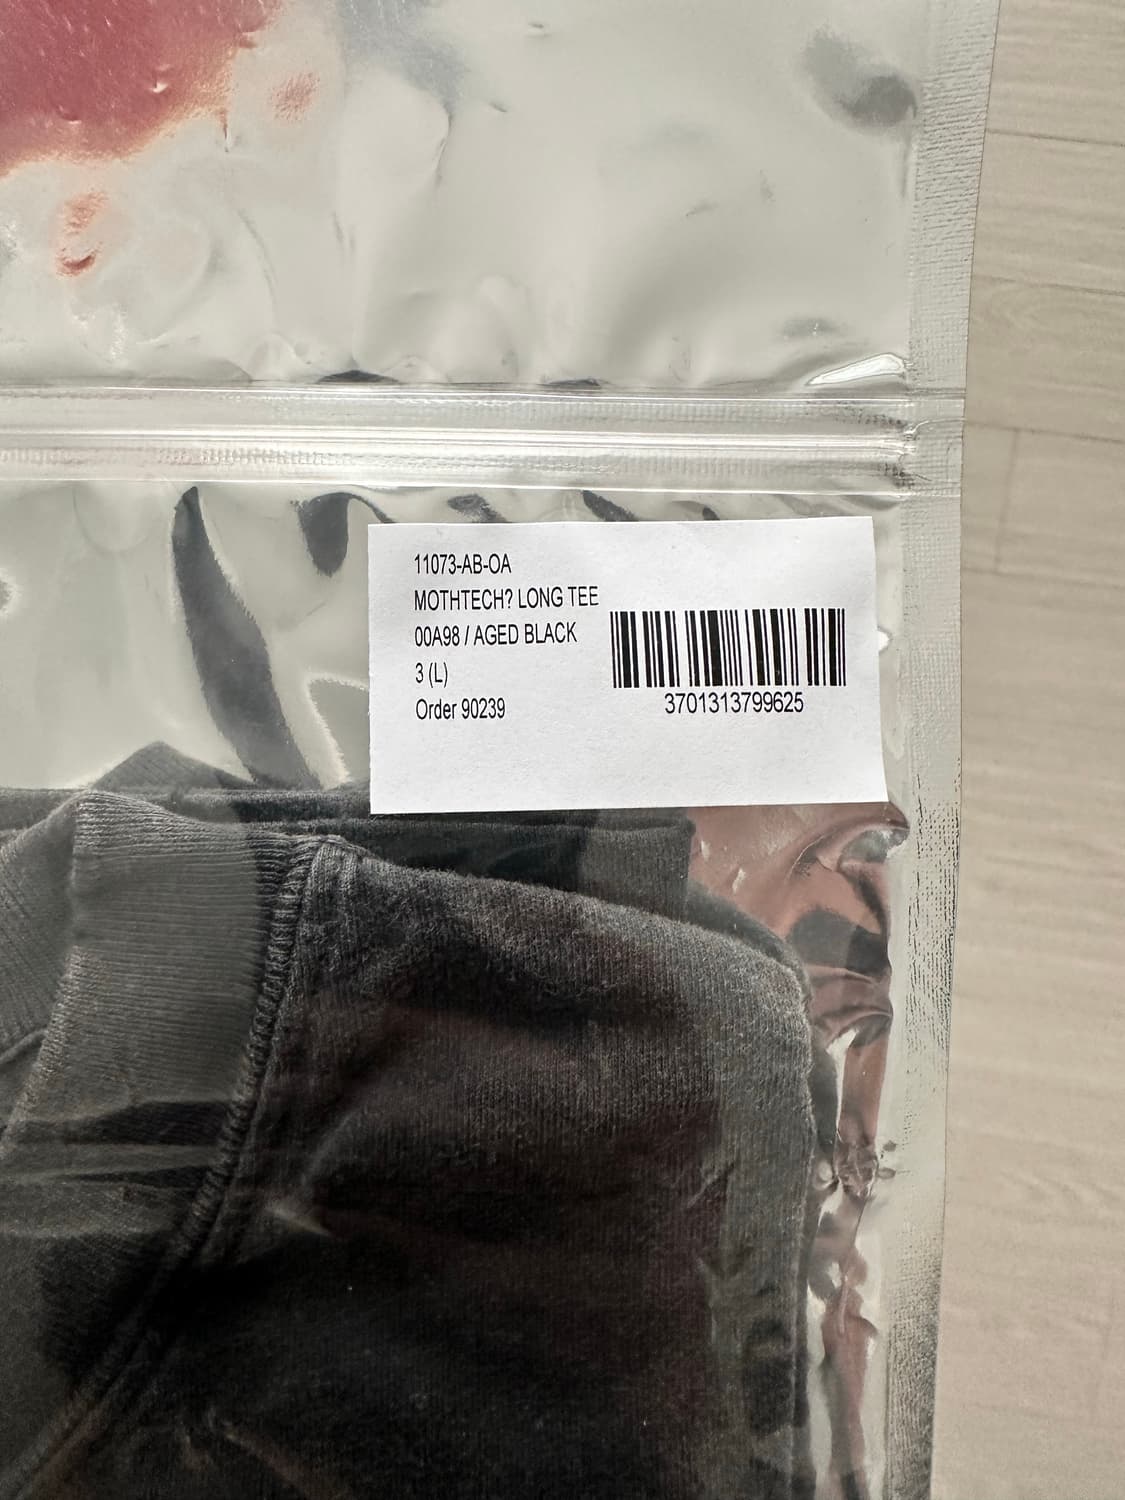 11073-AB-OA
MOTHTECH? LONG TEE
00A98 / AGED BLACK
3 (L)
Order 90239
3701313799625